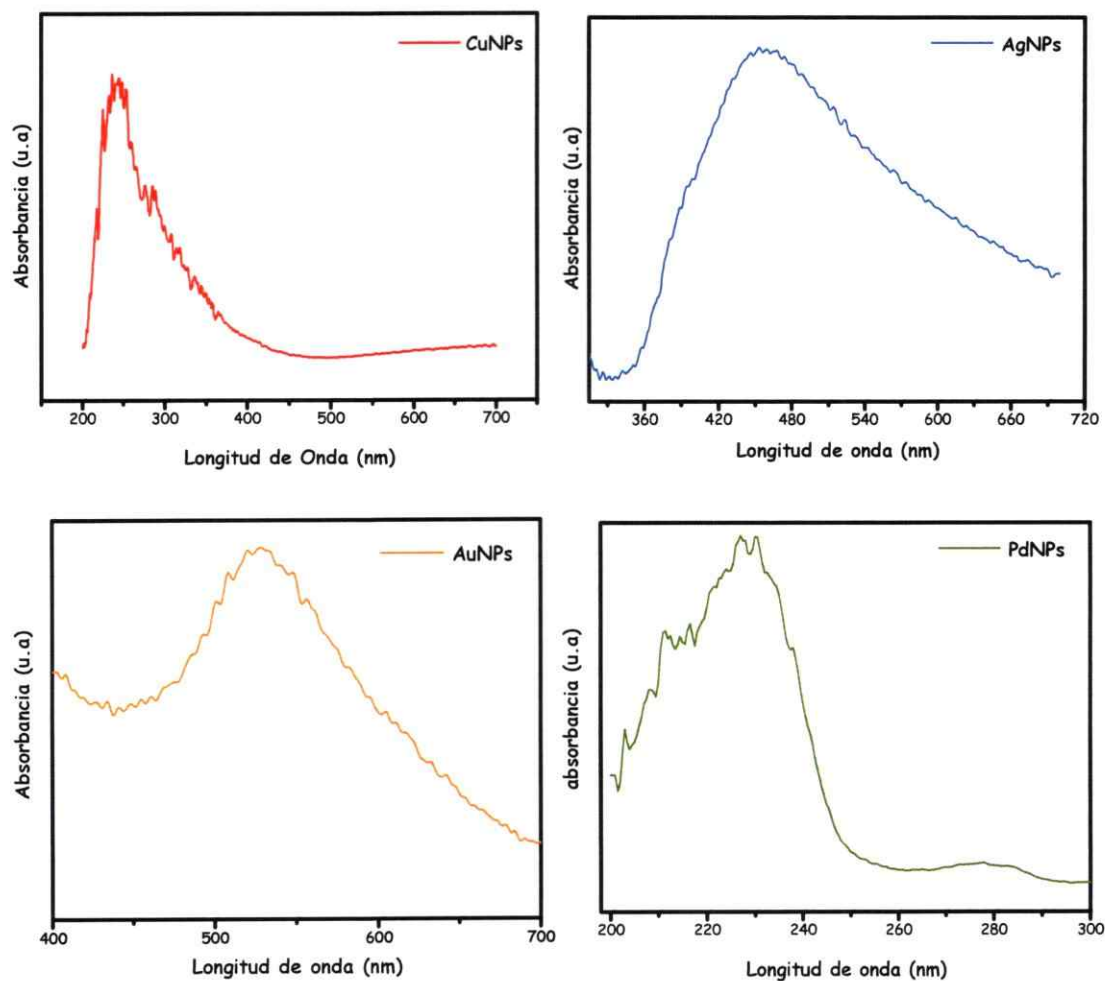 CuNPs
Absorbancia (u.a)
200 300 400 500 600 700
Longitud de Onda (nm)
AgNPs
Absorbancia (u.a)
360 420 480 540 600 660 720
Longitud de onda (nm)
AuNPs
Absorbancia (u.a)
400 500 600 700
Longitud de onda (nm)
PdNPs
absorbancia (u.a)
200 220 240 260 280 300
Longitud de onda (nm)